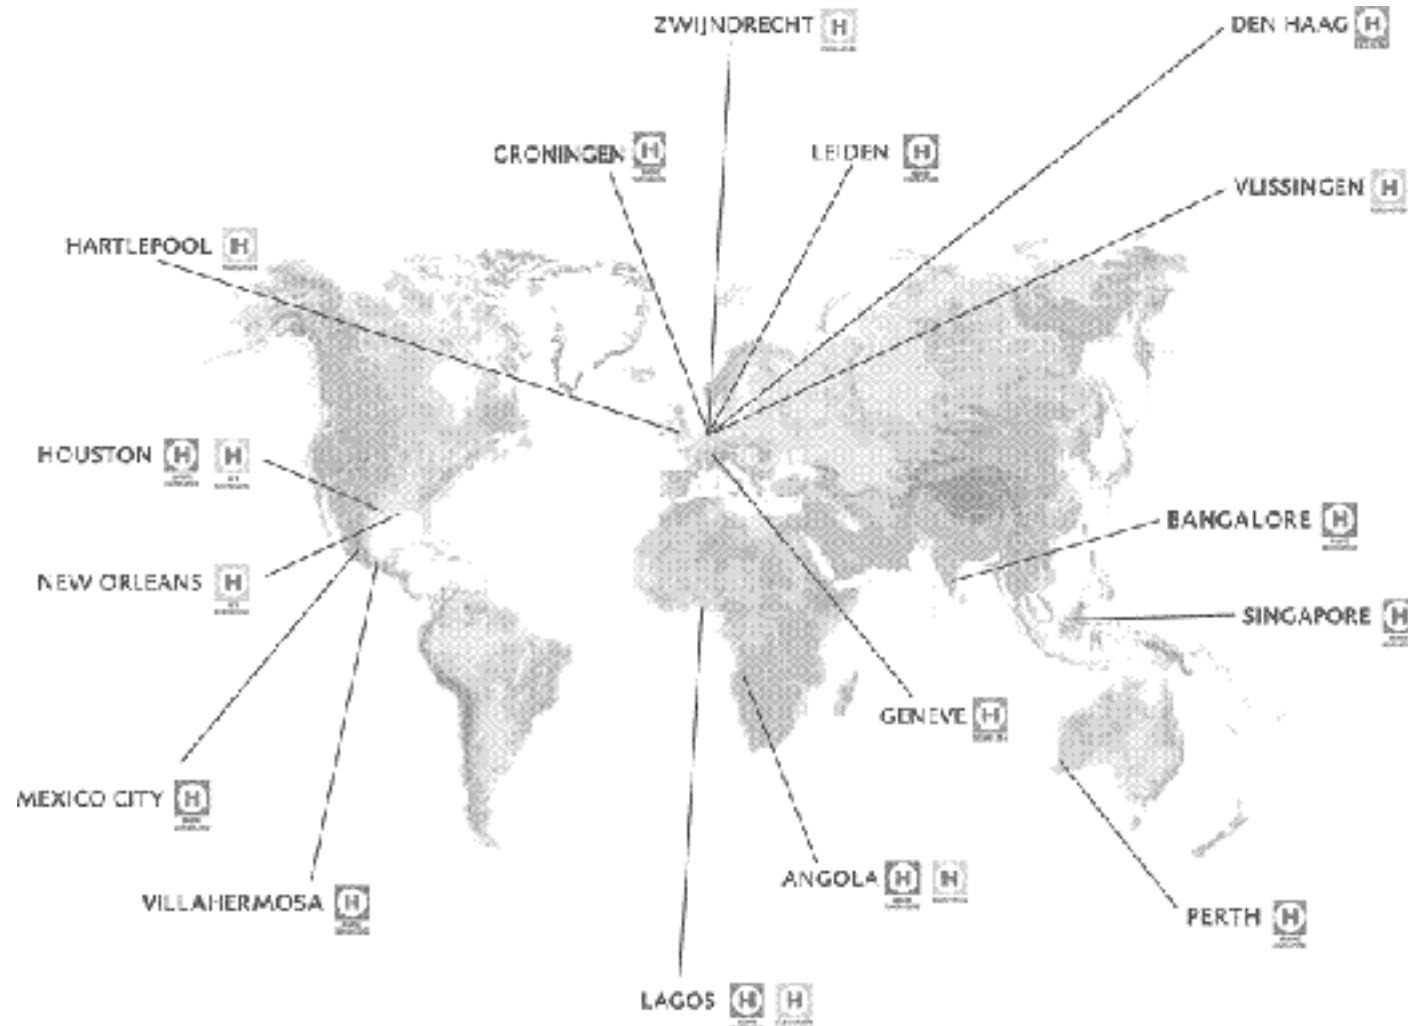 ZWIJNDRECHT H
DEN HAAG H
GRONINGEN H
LEIDEN H
VLISSINGEN H
HARTLEPOOL H
HOUSTON H H
BANGALORE H
NEW ORLEANS H
SINGAPORE H
GENEVE H
MEXICO CITY H
ANGOLA H H
VILLAHERMOSA H
PERTH H
LAGOS H H